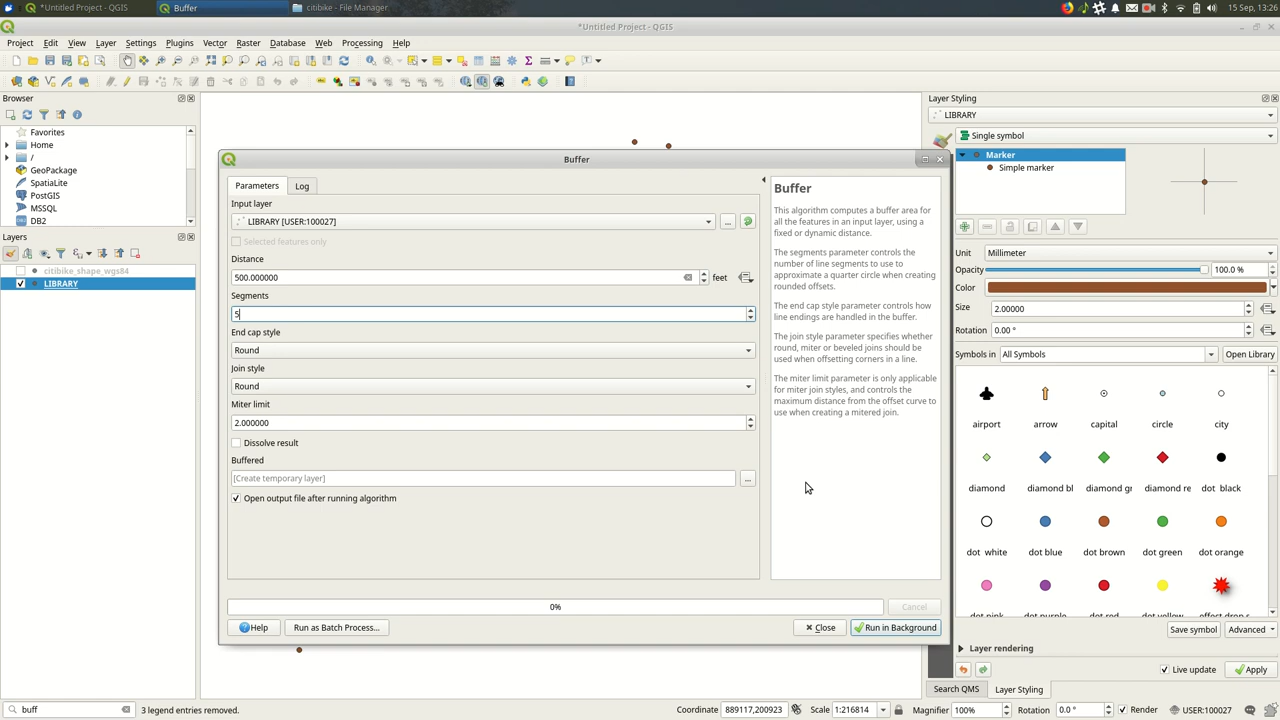 *Untitled Project - QGIS
Buffer
citibike - File Manager
15 Sep, 13:26
*Untitled Project - QGIS
Project Edit View Layer Settings Plugins Vector Raster Database Web Processing Help
Browser
Favorites
Home
/
GeoPackage
SpatiaLite
PostGIS
MSSQL
DB2
Layers
citibike_shape_wgs84
LIBRARY
Buffer
Parameters
Log
Input layer
LIBRARY [USER:100027]
...
Selected features only
Distance
500.000000
feet
Segments
5
End cap style
Round
Join style
Round
Miter limit
2.000000
Dissolve result
Buffered
[Create temporary layer]
...
Open output file after running algorithm
Buffer
This algorithm computes a buffer area for
all the features in an input layer, using a
fixed or dynamic distance.
The segments parameter controls the
number of line segments to use to
approximate a quarter circle when creating
rounded offsets.
The end cap style parameter controls how
line endings are handled in the buffer.
The join style parameter specifies whether
round, miter or beveled joins should be
used when offsetting corners in a line.
The miter limit parameter is only applicable
for miter join styles, and controls the
maximum distance from the offset curve to
use when creating a mitered join.
0%
Cancel
Help
Run as Batch Process...
Close
Run in Background
Layer Styling
LIBRARY
Single symbol
Marker
Simple marker
Unit
Millimeter
Opacity
100.0 %
Color
Size
2.00000
Rotation
0.00 °
Symbols in
All Symbols
Open Library
airport arrow capital circle city
diamond diamond bl diamond gr diamond re dot black
dot white dot blue dot brown dot green dot orange
dot pink dot purple dot red dot yellow effect drop s
Save symbol
Advanced
Layer rendering
Live update
Apply
Search QMS
Layer Styling
buff
3 legend entries removed.
Coordinate
889117,200923
Scale
1:216814
Magnifier
100%
Rotation
0.0 °
Render
USER:100027